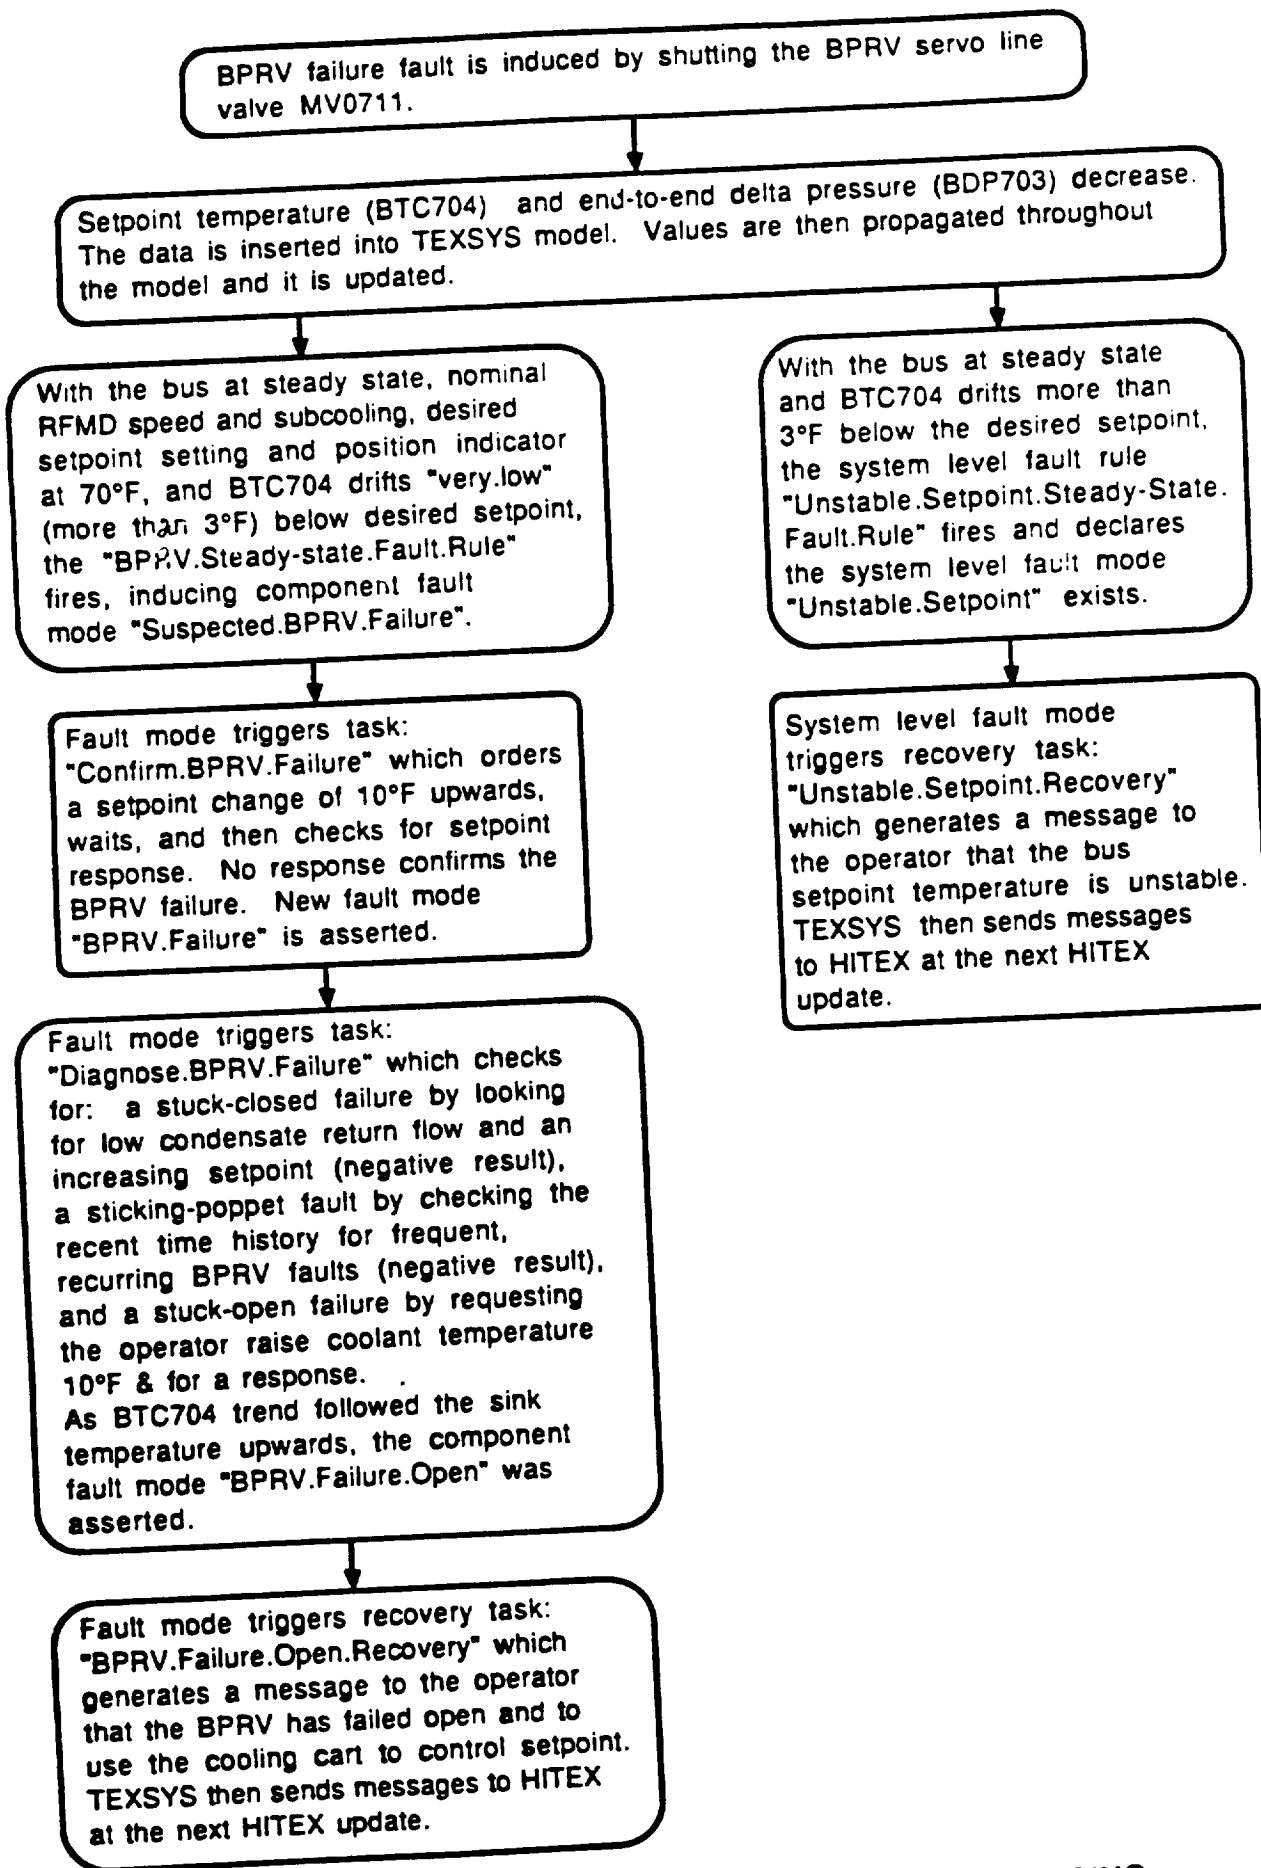 BPRV failure fault is induced by shutting the BPRV servo line
valve MV0711.
Setpoint temperature (BTC704) and end-to-end delta pressure (BDP703) decrease.
The data is inserted into TEXSYS model. Values are then propagated throughout
the model and it is updated.
With the bus at steady state, nominal
RFMD speed and subcooling, desired
setpoint setting and position indicator
at 70°F, and BTC704 drifts "very.low"
(more than 3°F) below desired setpoint,
the "BPRV.Steady-state.Fault.Rule"
fires, inducing component fault
mode "Suspected.BPRV.Failure".
With the bus at steady state
and BTC704 drifts more than
3°F below the desired setpoint,
the system level fault rule
"Unstable.Setpoint.Steady-State.
Fault.Rule" fires and declares
the system level fault mode
"Unstable.Setpoint" exists.
Fault mode triggers task:
"Confirm.BPRV.Failure" which orders
a setpoint change of 10°F upwards,
waits, and then checks for setpoint
response. No response confirms the
BPRV failure. New fault mode
"BPRV.Failure" is asserted.
System level fault mode
triggers recovery task:
"Unstable.Setpoint.Recovery"
which generates a message to
the operator that the bus
setpoint temperature is unstable.
TEXSYS then sends messages
to HITEX at the next HITEX
update.
Fault mode triggers task:
"Diagnose.BPRV.Failure" which checks
for: a stuck-closed failure by looking
for low condensate return flow and an
increasing setpoint (negative result),
a sticking-poppet fault by checking the
recent time history for frequent,
recurring BPRV faults (negative result),
and a stuck-open failure by requesting
the operator raise coolant temperature
10°F & for a response.
As BTC704 trend followed the sink
temperature upwards, the component
fault mode "BPRV.Failure.Open" was
asserted.
Fault mode triggers recovery task:
"BPRV.Failure.Open.Recovery" which
generates a message to the operator
that the BPRV has failed open and to
use the cooling cart to control setpoint.
TEXSYS then sends messages to HITEX
at the next HITEX update.